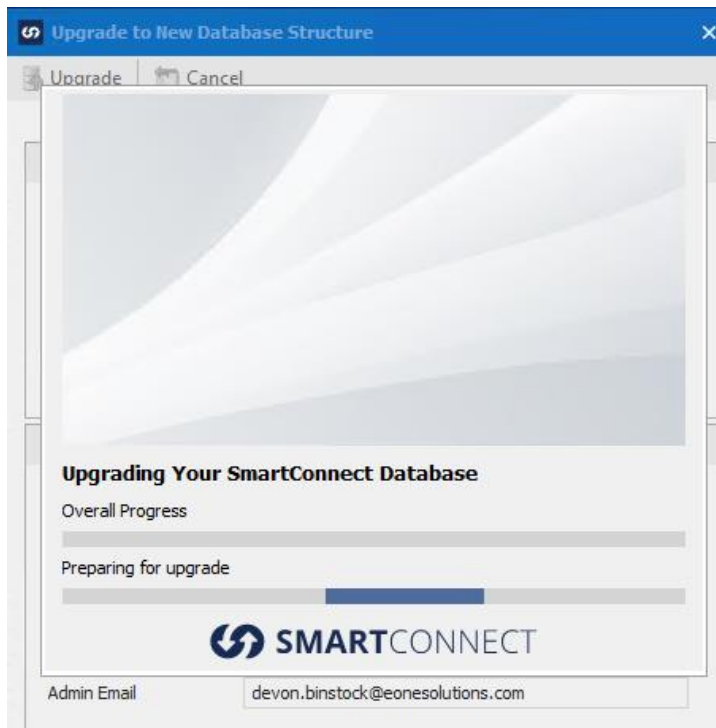 Upgrade to New Database Structure
Upgrade Cancel
Upgrading Your SmartConnect Database
Overall Progress
Preparing for upgrade
SMARTCONNECT
Admin Email devon.binstock@eonesolutions.com